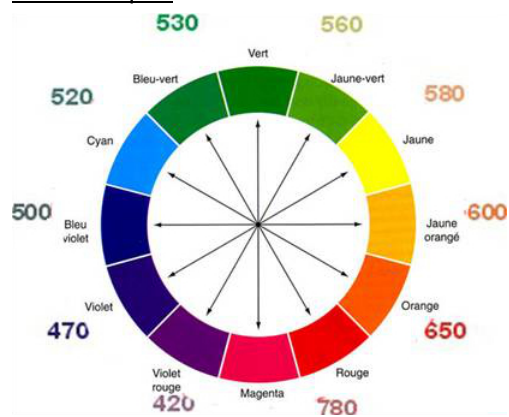 530
560
Vert
Bleu-vert
Jaune-vert
520
580
Cyan
Jaune
500
Bleu
violet
Jaune
orangé
600
Violet
Orange
470
650
Violet
rouge
Magenta
Rouge
420
780